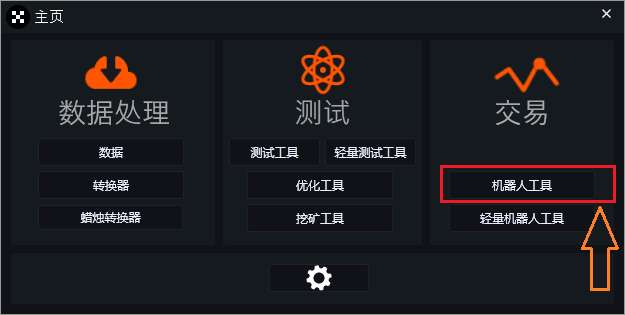 主页
数据处理
测试
交易
数据
测试工具
轻量测试工具
转换器
优化工具
机器人工具
蜡烛转换器
挖矿工具
轻量机器人工具